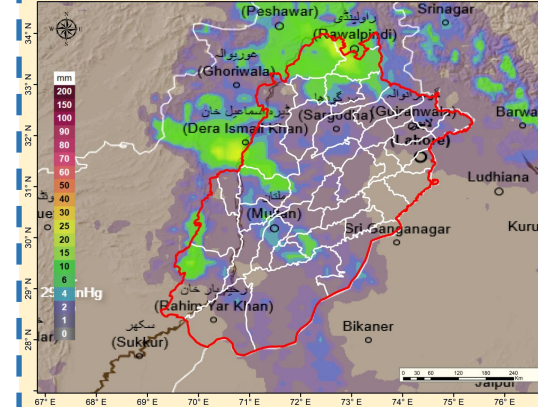 (Peshawar)
Srinagar
راولپنڈی
(Rawalpindi)
34° N
غوریوالہ
33° N
(Ghoriwala)
mm
200
150
100
90
80
70
60
50
40
30
25
20
15
10
6
4
2
1
0
ڈیرہ اسماعیل خان
(Dera Ismail Khan)
سرگودھا
(Sargodha)
گوجرانوالہ
(Gujranwala)
Barwa
32° N
لاہور
(Lahore)
Ludhiana
31° N
ملتان
(Multan)
30° N
Sri Ganganagar
Kuru
29° N
رحیم یار خان
(Rahim Yar Khan)
سکھر
(Sukkur)
28° N
Bikaner
0 30 60 120 180 240
Km
Jaipur
67° E 68° E 69° E 70° E 71° E 72° E 73° E 74° E 75° E 76° E 77° E